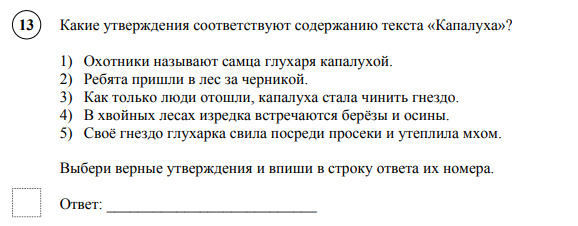 13 Какие утверждения соответствуют содержанию текста «Капалуха»?
1) Охотники называют самца глухаря капалухой.
2) Ребята пришли в лес за черникой.
3) Как только люди отошли, капалуха стала чинить гнездо.
4) В хвойных лесах изредка встречаются берёзы и осины.
5) Своё гнездо глухарка свила посреди просеки и утеплила мхом.
Выбери верные утверждения и впиши в строку ответа их номера.
Ответ: ____________________________